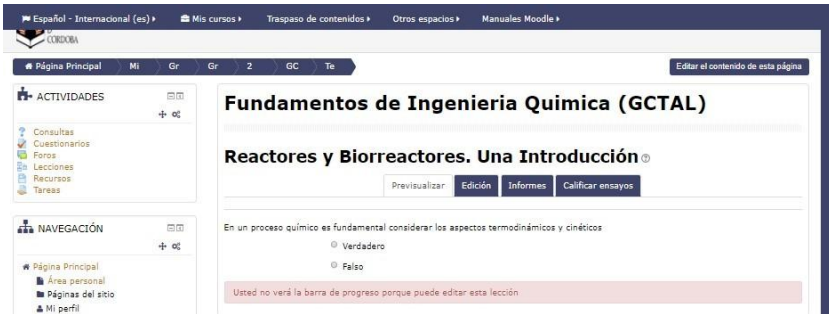 Español - Internacional (es)
Mis cursos
Traspaso de contenidos
Otros espacios
Manuales Moodle
CORDOBA
Página Principal
Mi
Gr
Gr
2
GC
Te
Editar el contenido de esta página
ACTIVIDADES
Consultas
Cuestionarios
Foros
Lecciones
Recursos
Tareas
NAVEGACIÓN
Página Principal
Área personal
Páginas del sitio
Mi perfil
Fundamentos de Ingenieria Quimica (GCTAL)
Reactores y Biorreactores. Una Introducción
Previsualizar
Edición
Informes
Calificar ensayos
En un proceso químico es fundamental considerar los aspectos termodinámicos y cinéticos
Verdadero
Falso
Usted no verá la barra de progreso porque puede editar esta lección